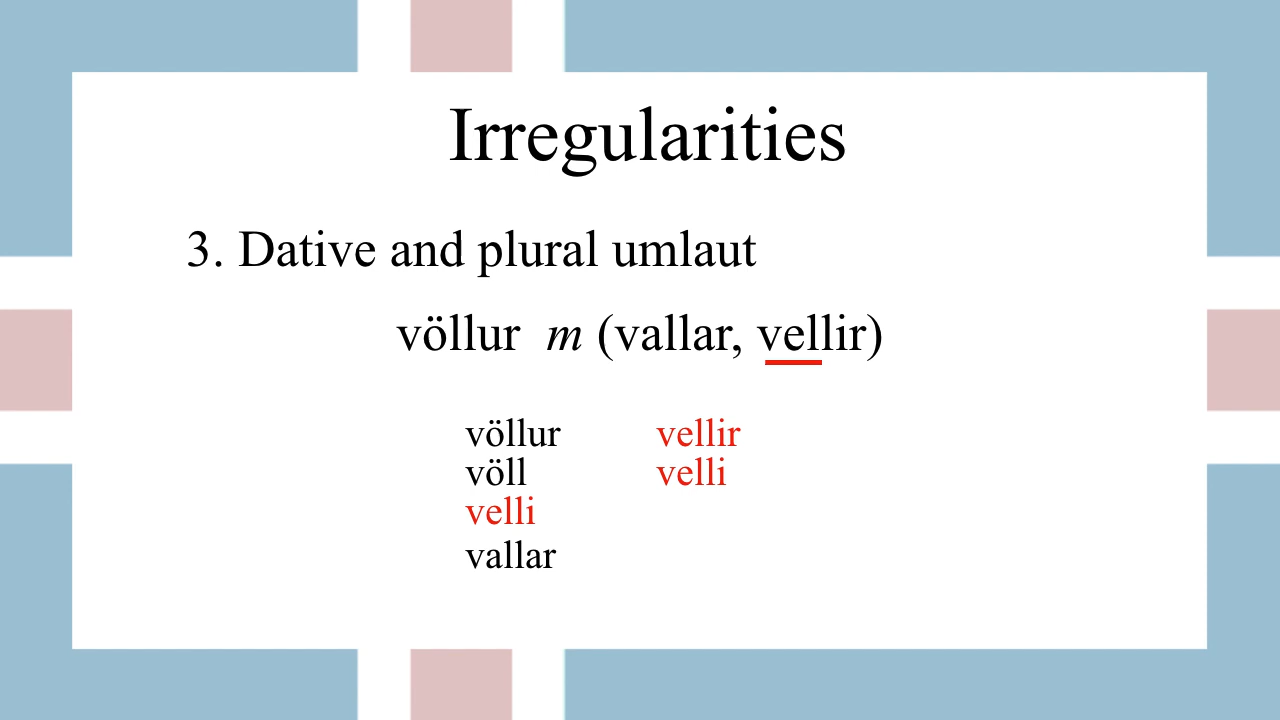 Irregularities
3. Dative and plural umlaut
völlur m (vallar, vellir)
völlur vellir
völl velli
velli
vallar